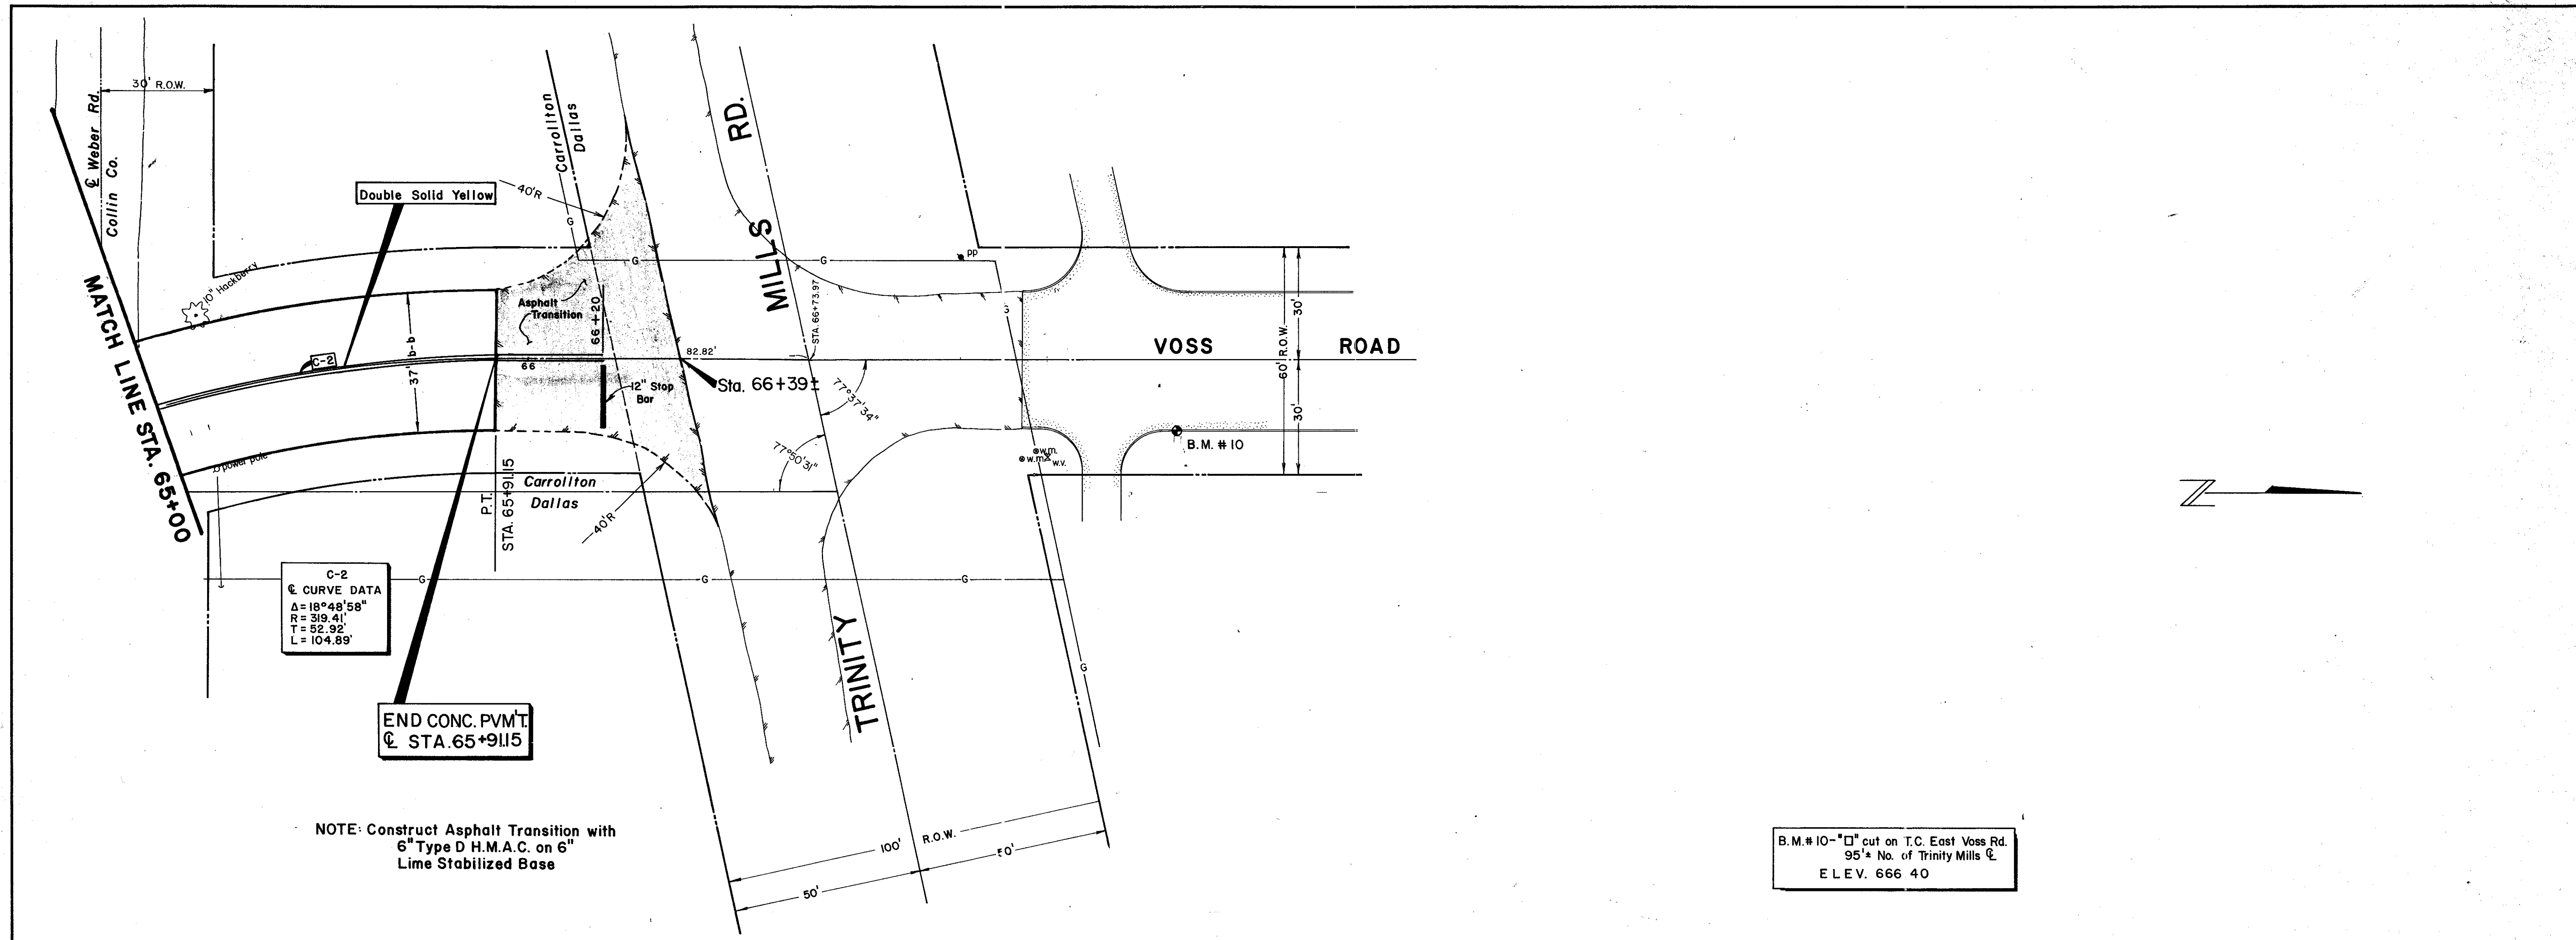 30' R.O.W.
℄ Weber Rd.
Collin Co.
Carrollton
Dallas
RD.
MILLS
TRINITY
Double Solid Yellow
40'R
G
G
G
PP
10" Hackberry
MATCH LINE STA. 65+00
C-2
37' b-b
Asphalt
Transition
66+20
66
82.82'
STA. 66+73.97
Sta. 66+39±
12" Stop
Bar
77°37'34"
77°50'31"
VOSS ROAD
60' R.O.W.
30'
30'
B.M. # 10
w.m.
w.m.
w.v.
power pole
P.T.
STA. 65+91.15
Carrollton
Dallas
40'R
G
G
G
G
C-2
℄ CURVE DATA
Δ = 18°48'58"
R = 319.41'
T = 52.92'
L = 104.89'
END CONC. PVM'T.
℄ STA. 65+91.15
NOTE: Construct Asphalt Transition with
6" Type D H.M.A.C. on 6"
Lime Stabilized Base
100' R.O.W.
50'
50'
B.M.# 10-"□" cut on T.C. East Voss Rd.
95'± No. of Trinity Mills ℄
ELEV. 666 40